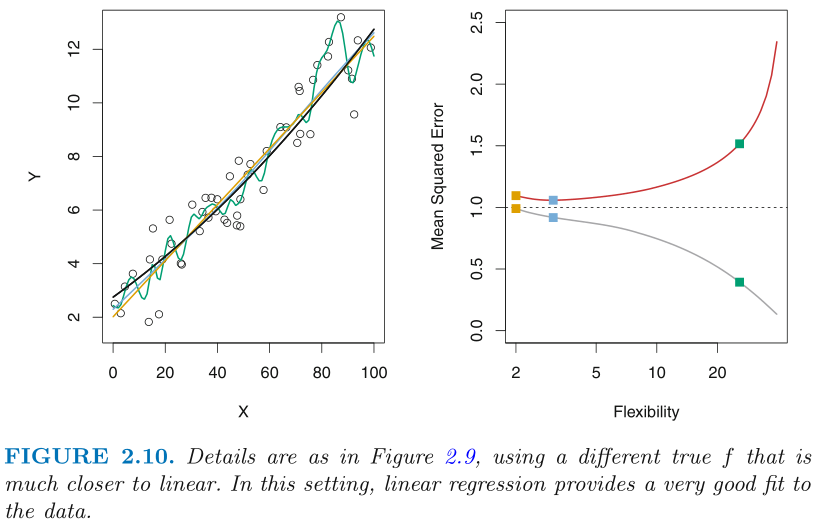 Y
12
10
8
6
4
2
0 20 40 60 80 100
X
Mean Squared Error
2.5
2.0
1.5
1.0
0.5
0.0
2 5 10 20
Flexibility
FIGURE 2.10. Details are as in Figure 2.9, using a different true f that is
much closer to linear. In this setting, linear regression provides a very good fit to
the data.